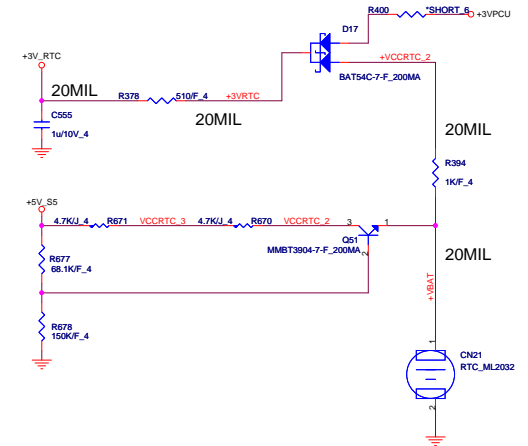 R400
*SHORT_6
+3VPCU
D17
+3V_RTC
+VCCRTC_2
BAT54C-7-F_200MA
20MIL
R378
510/F_4
+3VRTC
20MIL
C555
1u/10V_4
20MIL
R394
1K/F_4
+5V_S5
4.7K/J_4
R671
VCCRTC_3
4.7K/J_4
R670
VCCRTC_2
3
1
Q51
MMBT3904-7-F_200MA
2
R677
68.1K/F_4
20MIL
+VBAT
R678
150K/F_4
1
CN21
RTC_ML2032
2